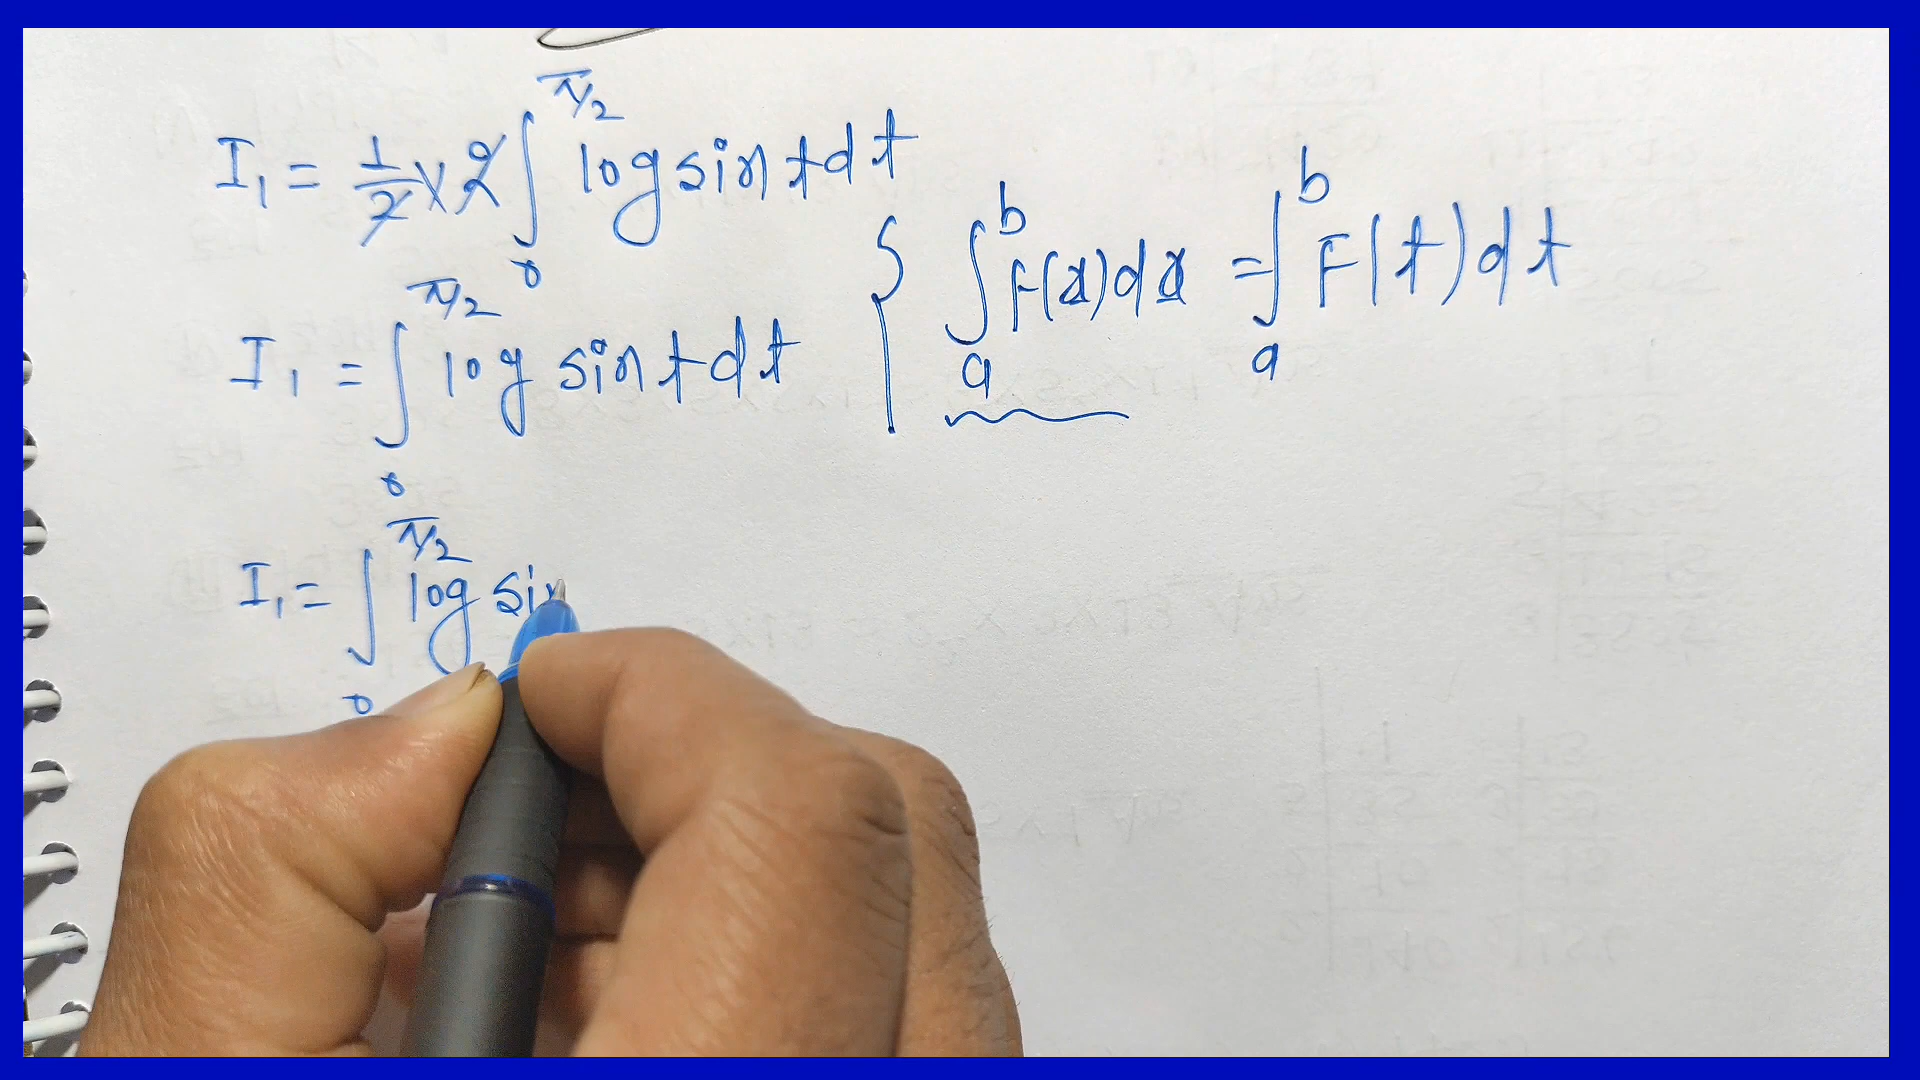 I₁ = 1/2 × 2 ∫₀^π/2 log sin t dt
{ ∫ₐᵇ F(x) dx = ∫ₐᵇ F(t) dt
I₁ = ∫₀^π/2 log sin t dt
I₁ = ∫₀^π/2 log sin